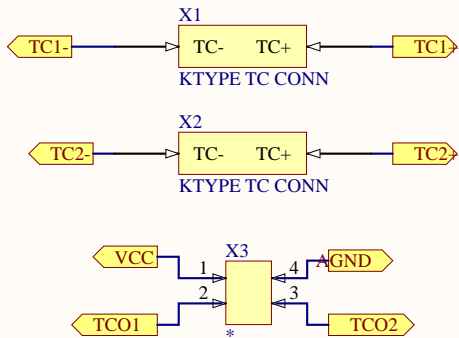 X1
TC1- TC- TC+ TC1+
KTYPE TC CONN
X2
TC2- TC- TC+ TC2+
KTYPE TC CONN
VCC X3 AGND
1 4
2 3
TCO1 TCO2
*